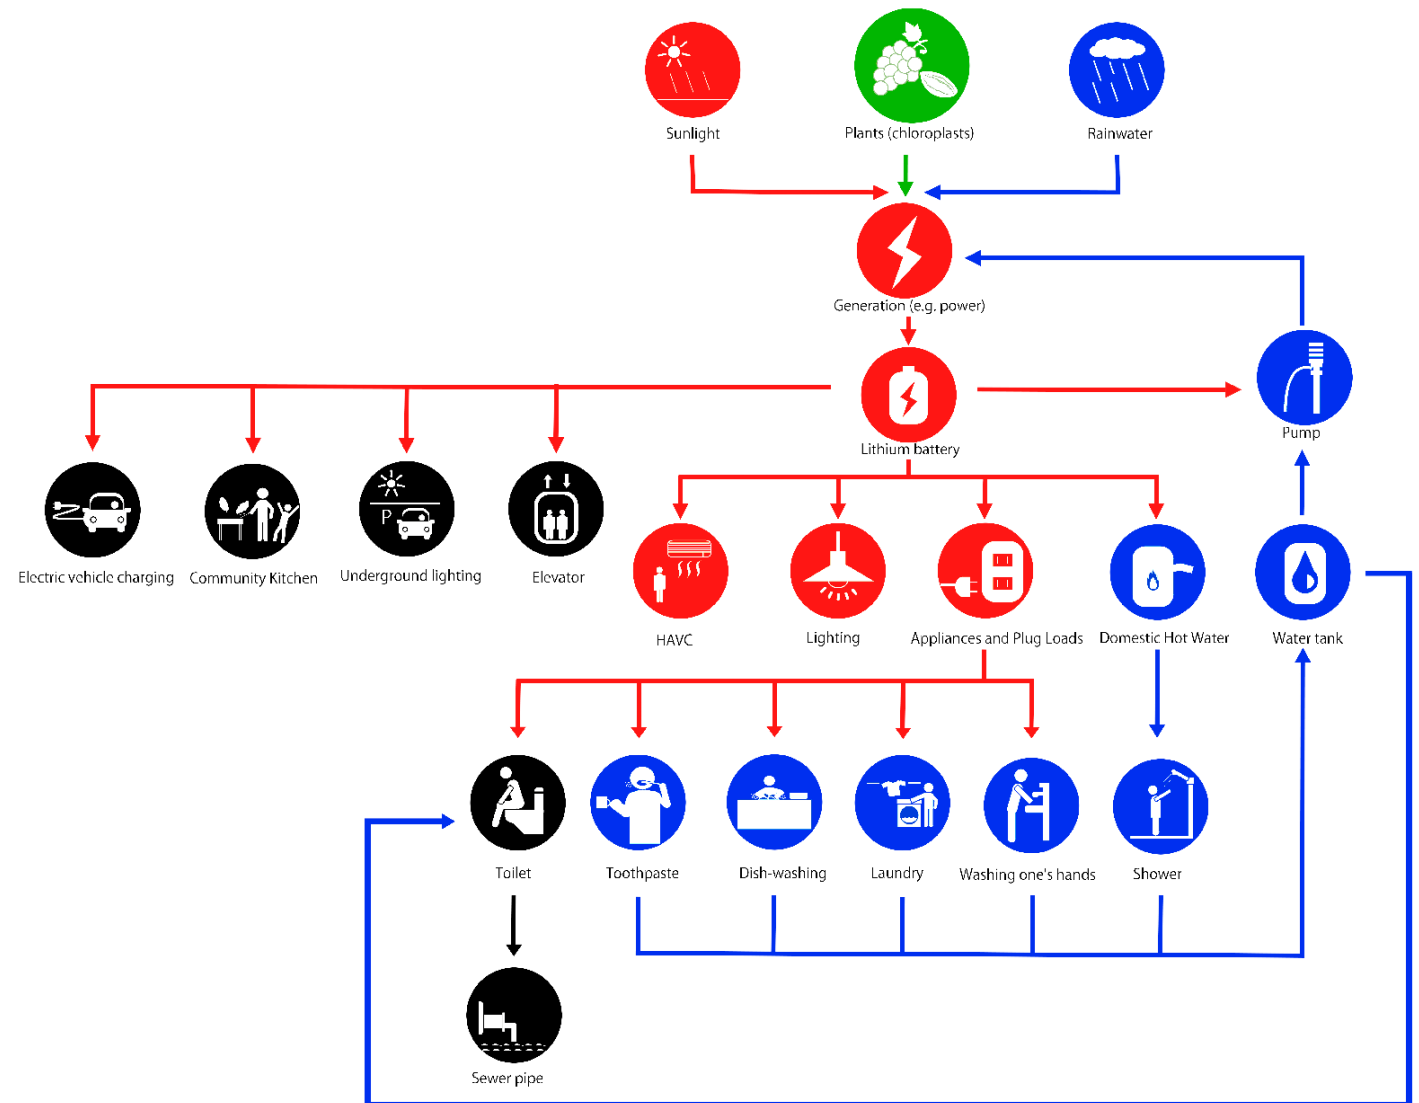 Sunlight
Plants (chloroplasts)
Rainwater
Generation (e.g. power)
Lithium battery
Pump
Electric vehicle charging
Community Kitchen
Underground lighting
P
Elevator
HAVC
Lighting
Appliances and Plug Loads
Domestic Hot Water
Water tank
Toilet
Toothpaste
Dish-washing
Laundry
Washing one's hands
Shower
Sewer pipe